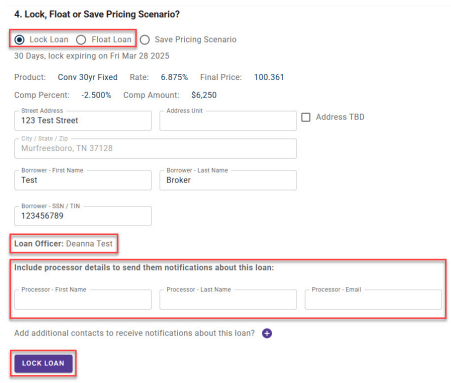 4. Lock, Float or Save Pricing Scenario?
Lock Loan Float Loan Save Pricing Scenario
30 Days, lock expiring on Fri Mar 28 2025
Product: Conv 30yr Fixed Rate: 6.875% Final Price: 100.361
Comp Percent: -2.500% Comp Amount: $6,250
Street Address Address Unit
123 Test Street Address TBD
City / State / Zip
Murfreesboro, TN 37128
Borrower - First Name Borrower - Last Name
Test Broker
Borrower - SSN / TIN
123456789
Loan Officer: Deanna Test
Include processor details to send them notifications about this loan:
Processor - First Name Processor - Last Name Processor - Email
Add additional contacts to receive notifications about this loan? +
LOCK LOAN